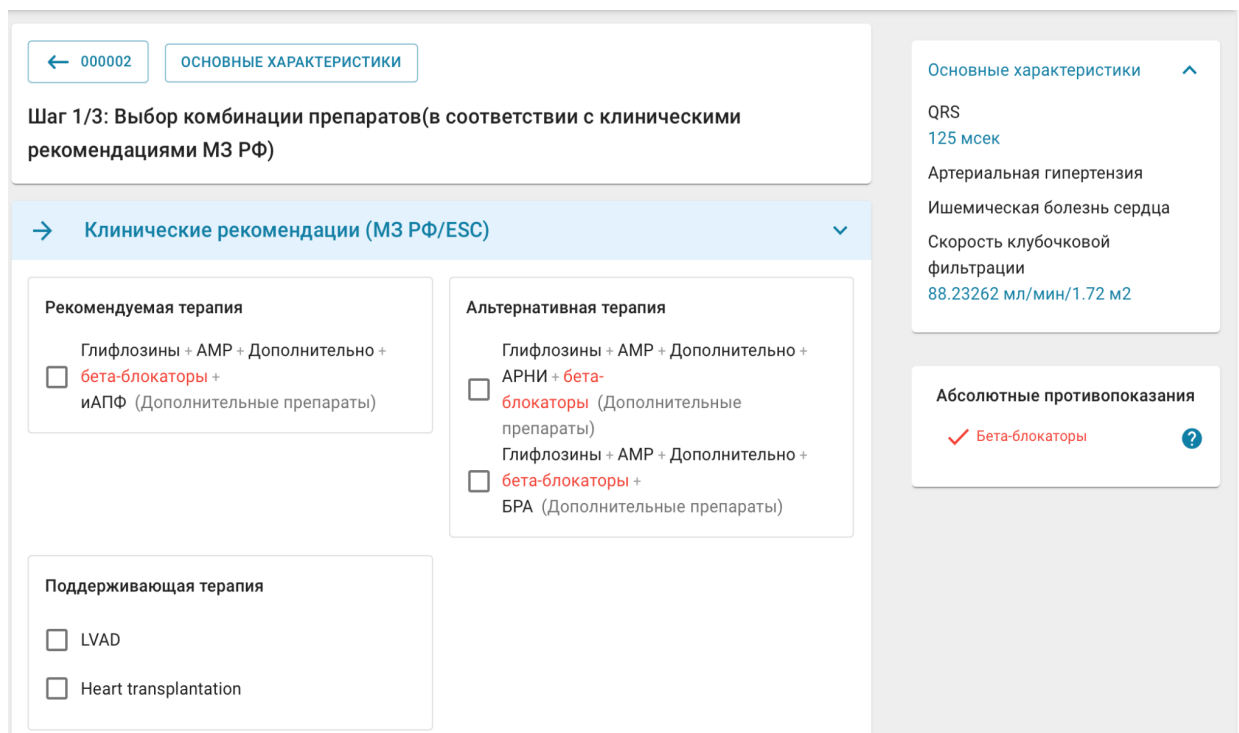 ← 000002
ОСНОВНЫЕ ХАРАКТЕРИСТИКИ
Шаг 1/3: Выбор комбинации препаратов(в соответствии с клиническими
рекомендациями МЗ РФ)
Клинические рекомендации (МЗ РФ/ESC)
Рекомендуемая терапия
Глифлозины + АМР + Дополнительно +
бета-блокаторы +
иАПФ (Дополнительные препараты)
Альтернативная терапия
Глифлозины + АМР + Дополнительно +
АРНИ + бета-
блокаторы (Дополнительные
препараты)
Глифлозины + АМР + Дополнительно +
бета-блокаторы +
БРА (Дополнительные препараты)
Поддерживающая терапия
LVAD
Heart transplantation
Основные характеристики
QRS
125 мсек
Артериальная гипертензия
Ишемическая болезнь сердца
Скорость клубочковой
фильтрации
88.23262 мл/мин/1.72 м2
Абсолютные противопоказания
Бета-блокаторы
?